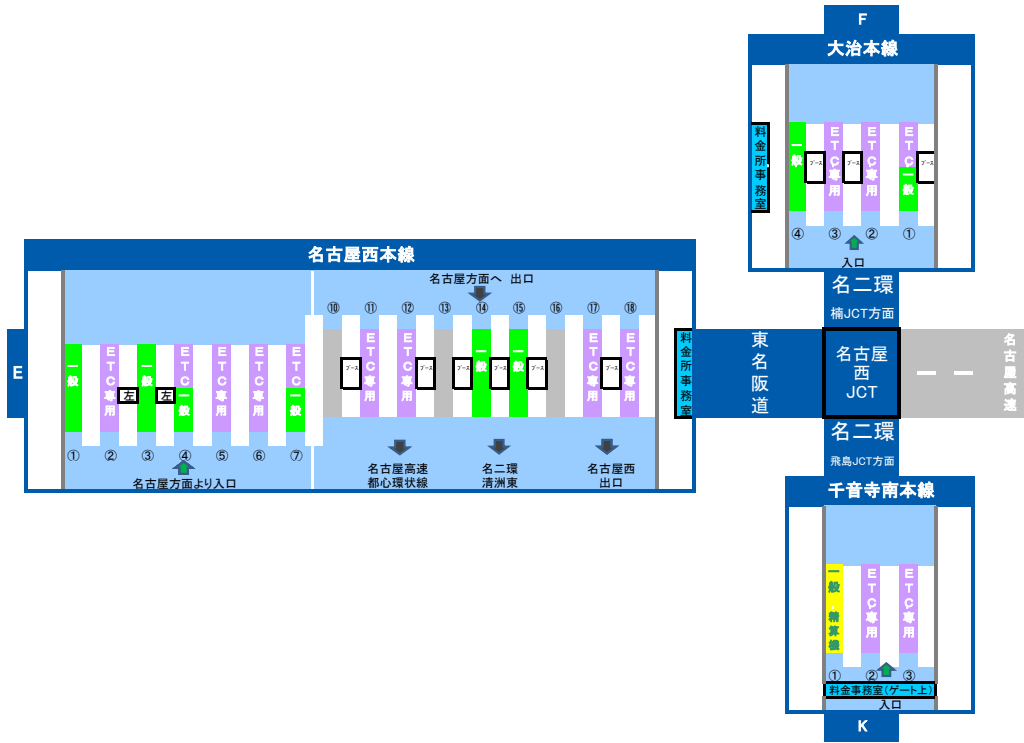 F
大治本線
料金所事務室
一般
ブース
ETC専用
ブース
ETC専用
ETC一般
ブース
④
③
②
①
入口
名二環
楠JCT方面
名古屋西本線
名古屋方面へ 出口
⑩
⑪
⑫
⑬
⑭
⑮
⑯
⑰
⑱
一般
ETC専用
左
一般
左
ETC一般
ETC専用
ETC専用
ETC一般
ブース
ETC専用
ETC専用
ブース
ブース
一般
ブース
一般
ブース
ETC専用
ブース
ETC専用
①
②
③
④
⑤
⑥
⑦
名古屋方面より入口
名古屋高速
都心環状線
名二環
清洲東
名古屋西
出口
E
料金所事務室
東名阪道
名古屋
西
JCT
名古屋高速
名二環
飛島JCT方面
千音寺南本線
一般・精算機
ETC専用
ETC専用
①
②
③
料金事務室(ゲート上)
入口
K